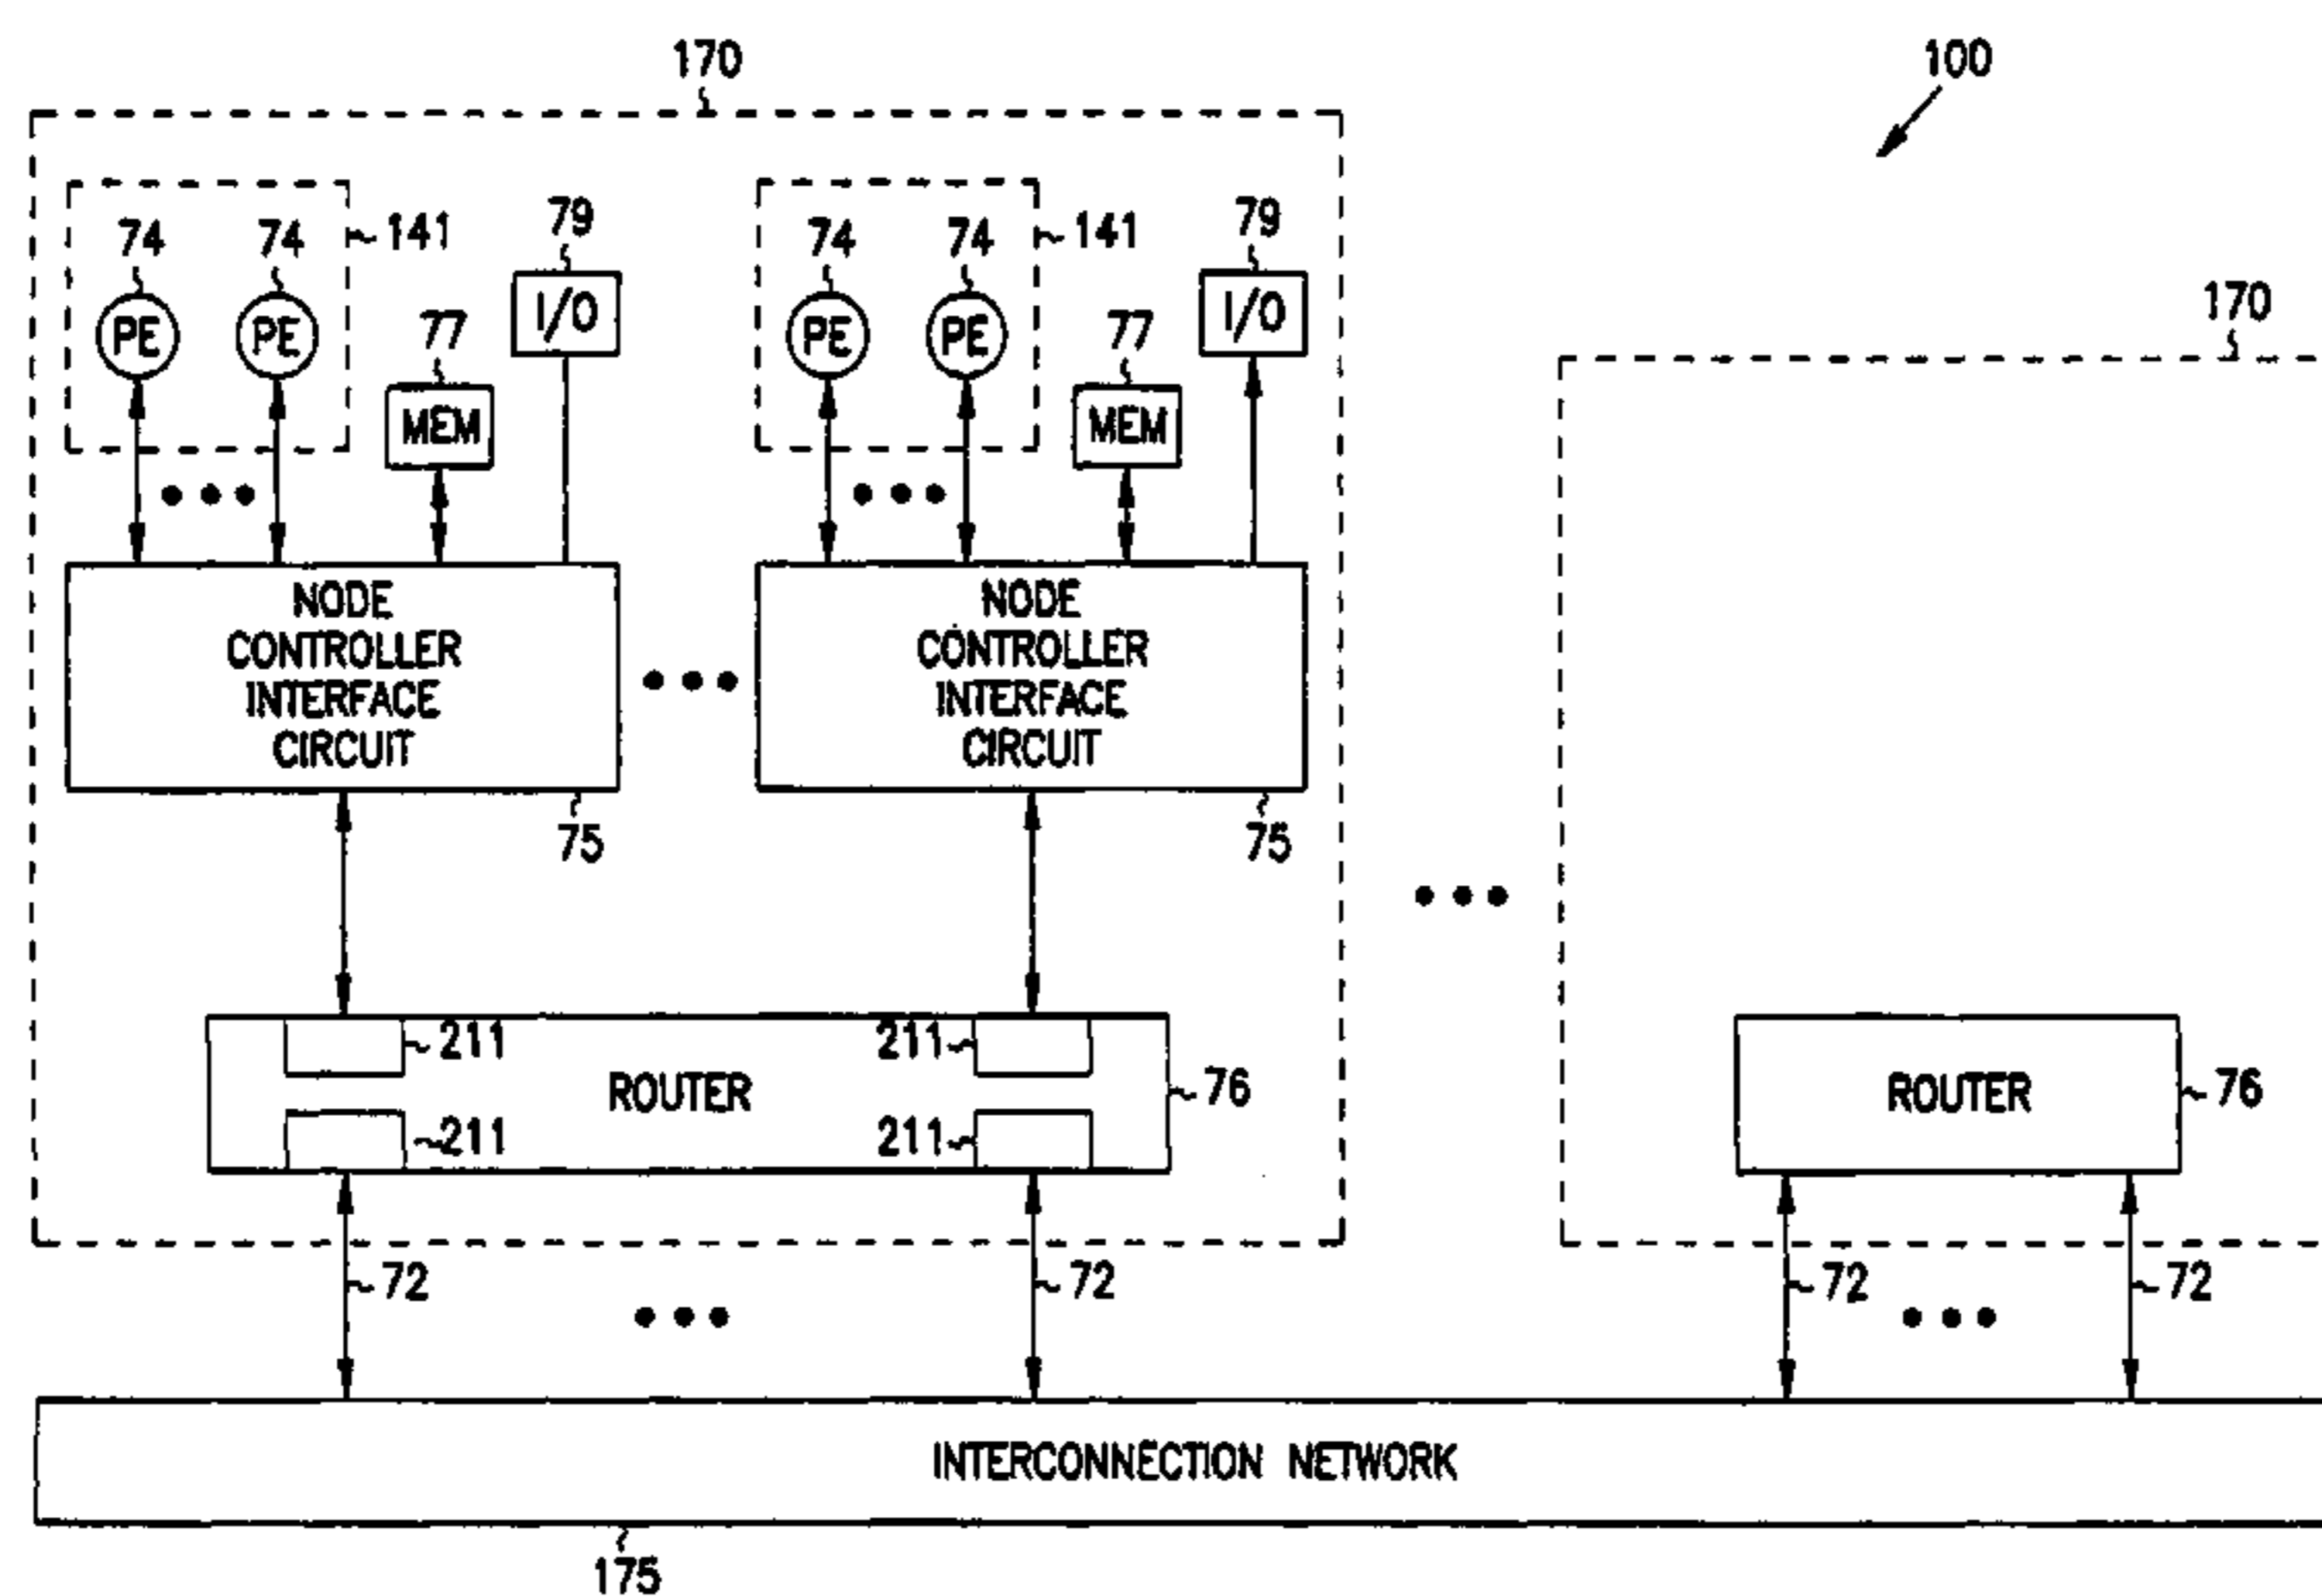 170
100
74 74 141 79
74 74 141 79
170
PE PE 77 I/O
PE PE 77 I/O
MEM
MEM
NODE
CONTROLLER
INTERFACE
CIRCUIT
NODE
CONTROLLER
INTERFACE
CIRCUIT
75
75
211 211
ROUTER 76
211 211
ROUTER 76
72 72
72 72
INTERCONNECTION NETWORK
175